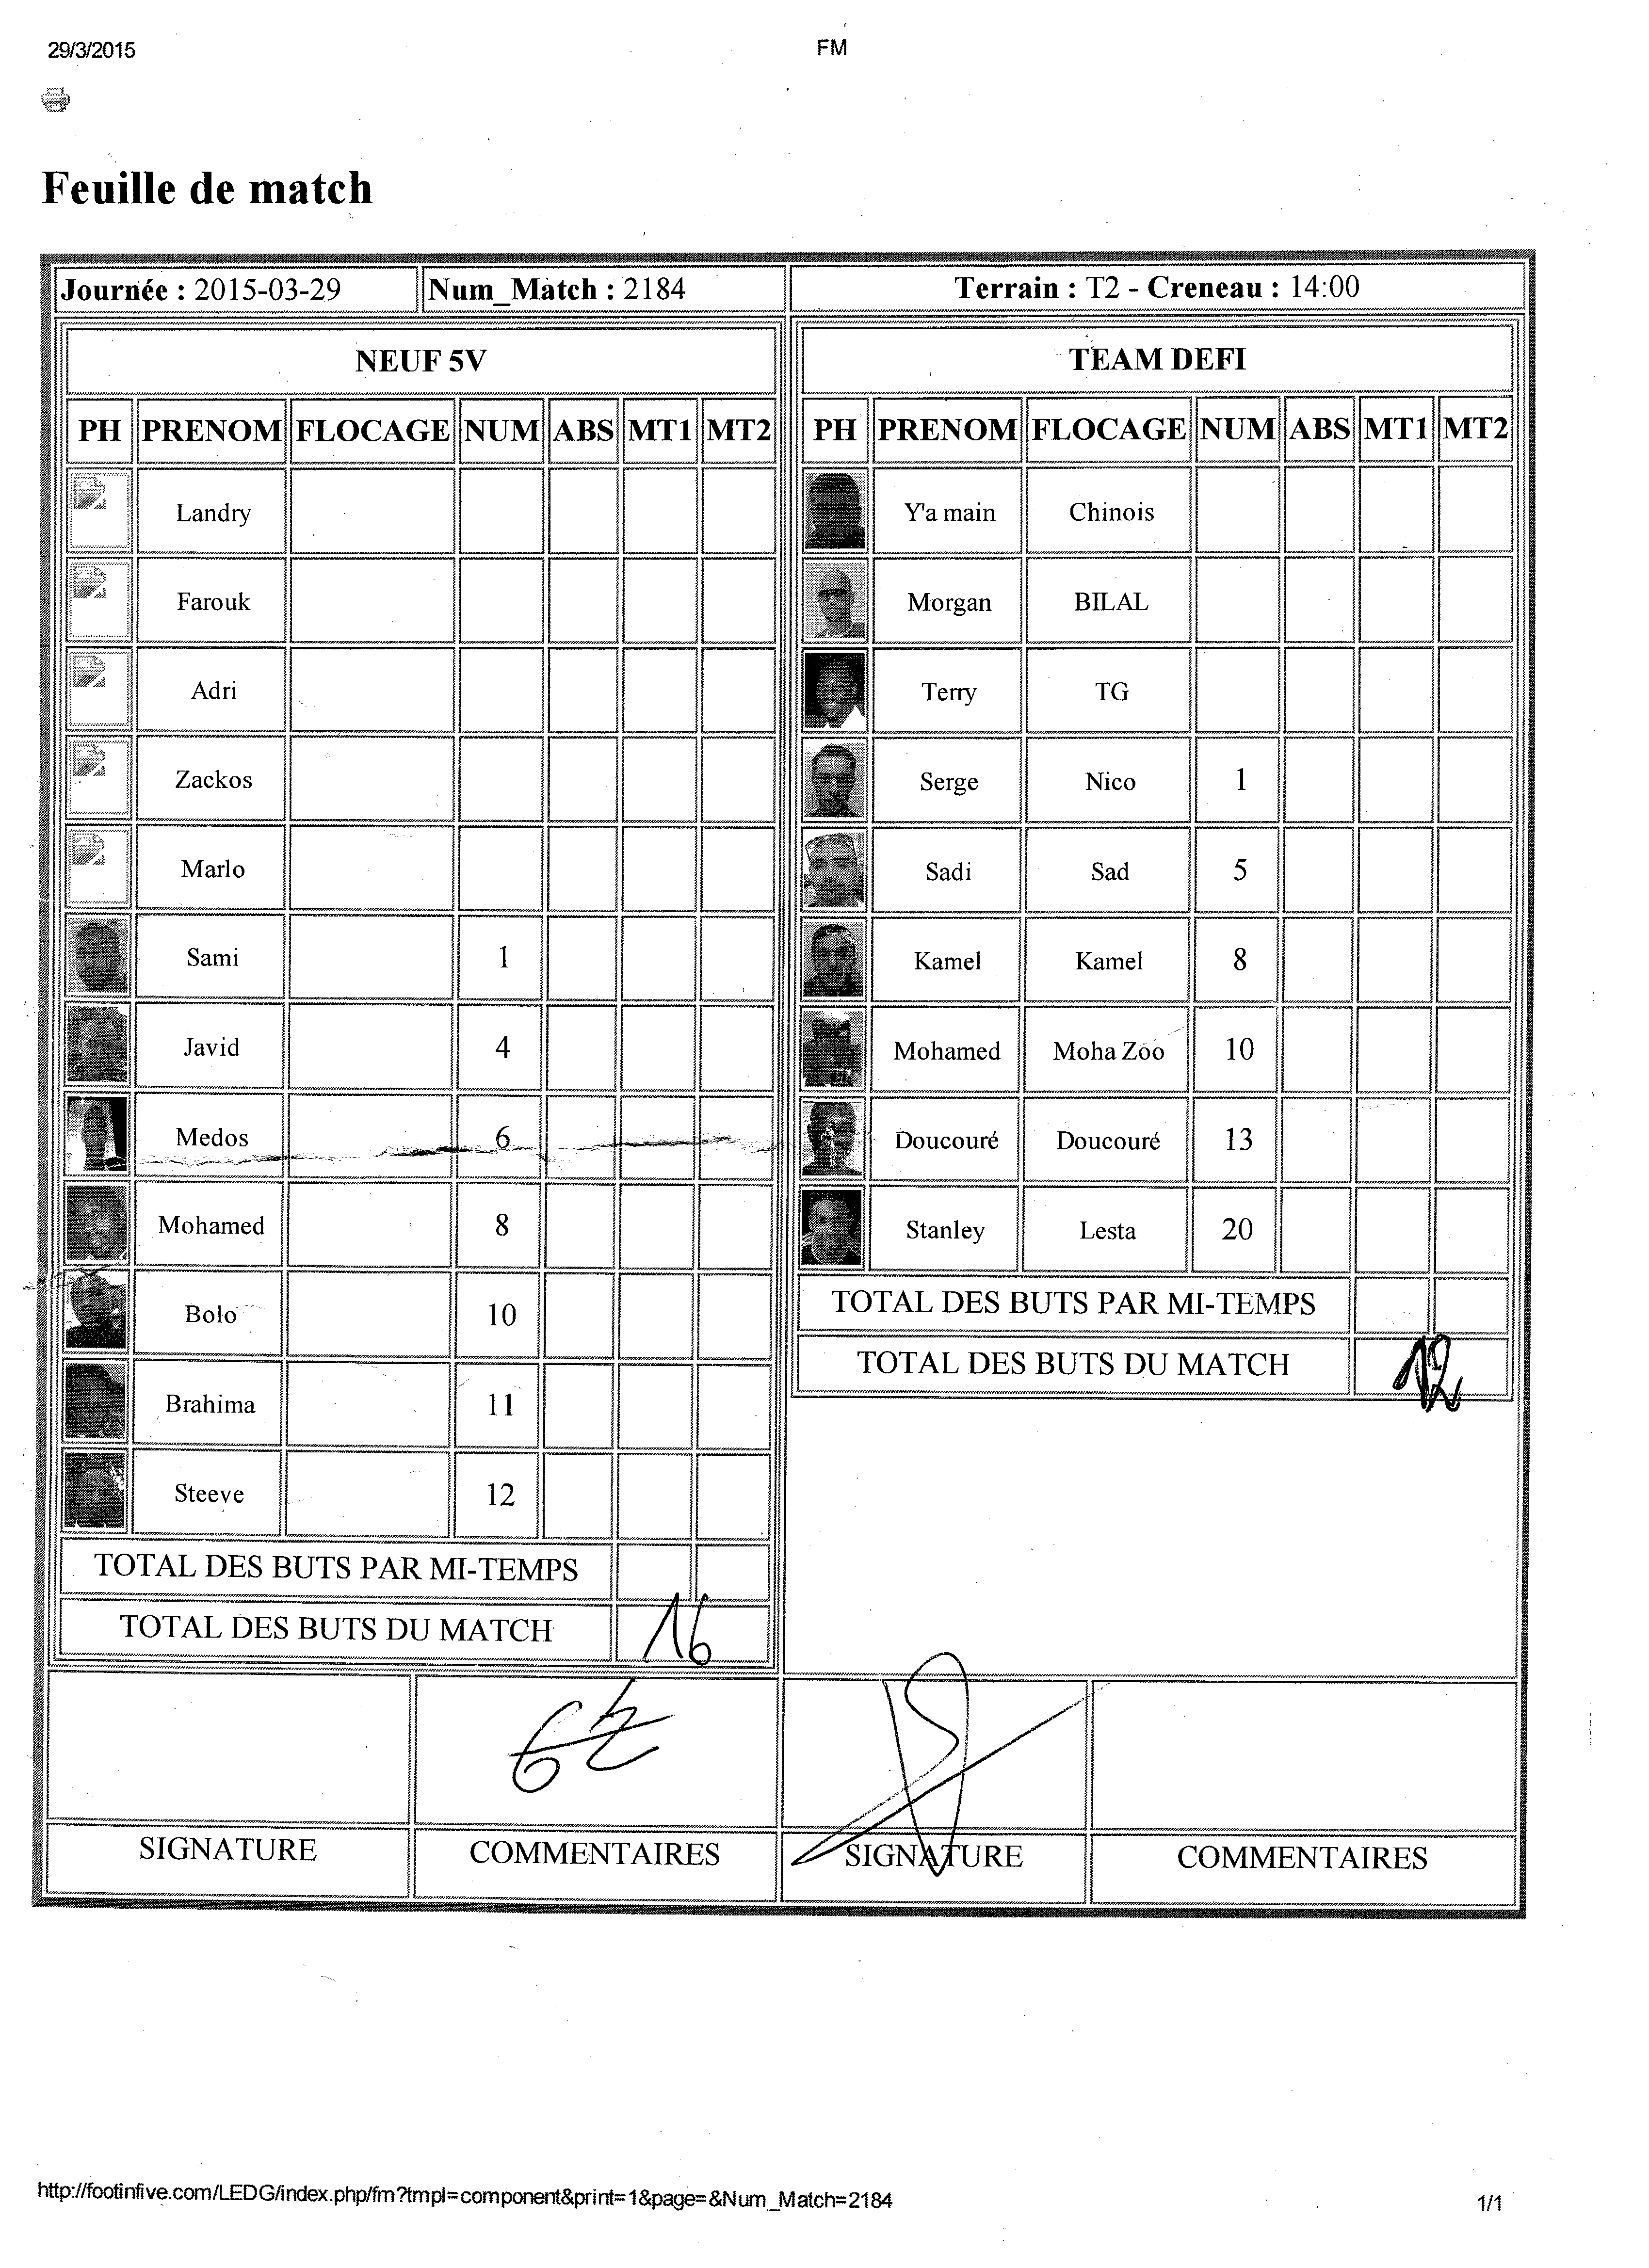 29/3/2015 FM
Feuille de match
Journée : 2015-03-29 Num_Match : 2184 Terrain : T2 - Creneau : 14:00
NEUF 5V
PH PRENOM FLOCAGE NUM ABS MT1 MT2
Landry
Farouk
Adri
Zackos
Marlo
Sami 1
Javid 4
Medos 6
Mohamed 8
Bolo 10
Brahima 11
Steeve 12
TOTAL DES BUTS PAR MI-TEMPS
TOTAL DES BUTS DU MATCH 16
TEAM DEFI
PH PRENOM FLOCAGE NUM ABS MT1 MT2
Y'a main Chinois
Morgan BILAL
Terry TG
Serge Nico 1
Sadi Sad 5
Kamel Kamel 8
Mohamed Moha Zoo 10
Doucouré Doucouré 13
Stanley Lesta 20
TOTAL DES BUTS PAR MI-TEMPS
TOTAL DES BUTS DU MATCH 12
SIGNATURE COMMENTAIRES SIGNATURE COMMENTAIRES
http://footinfive.com/LEDG/index.php/fm?tmpl=component&print=1&page=&Num_Match=2184 1/1